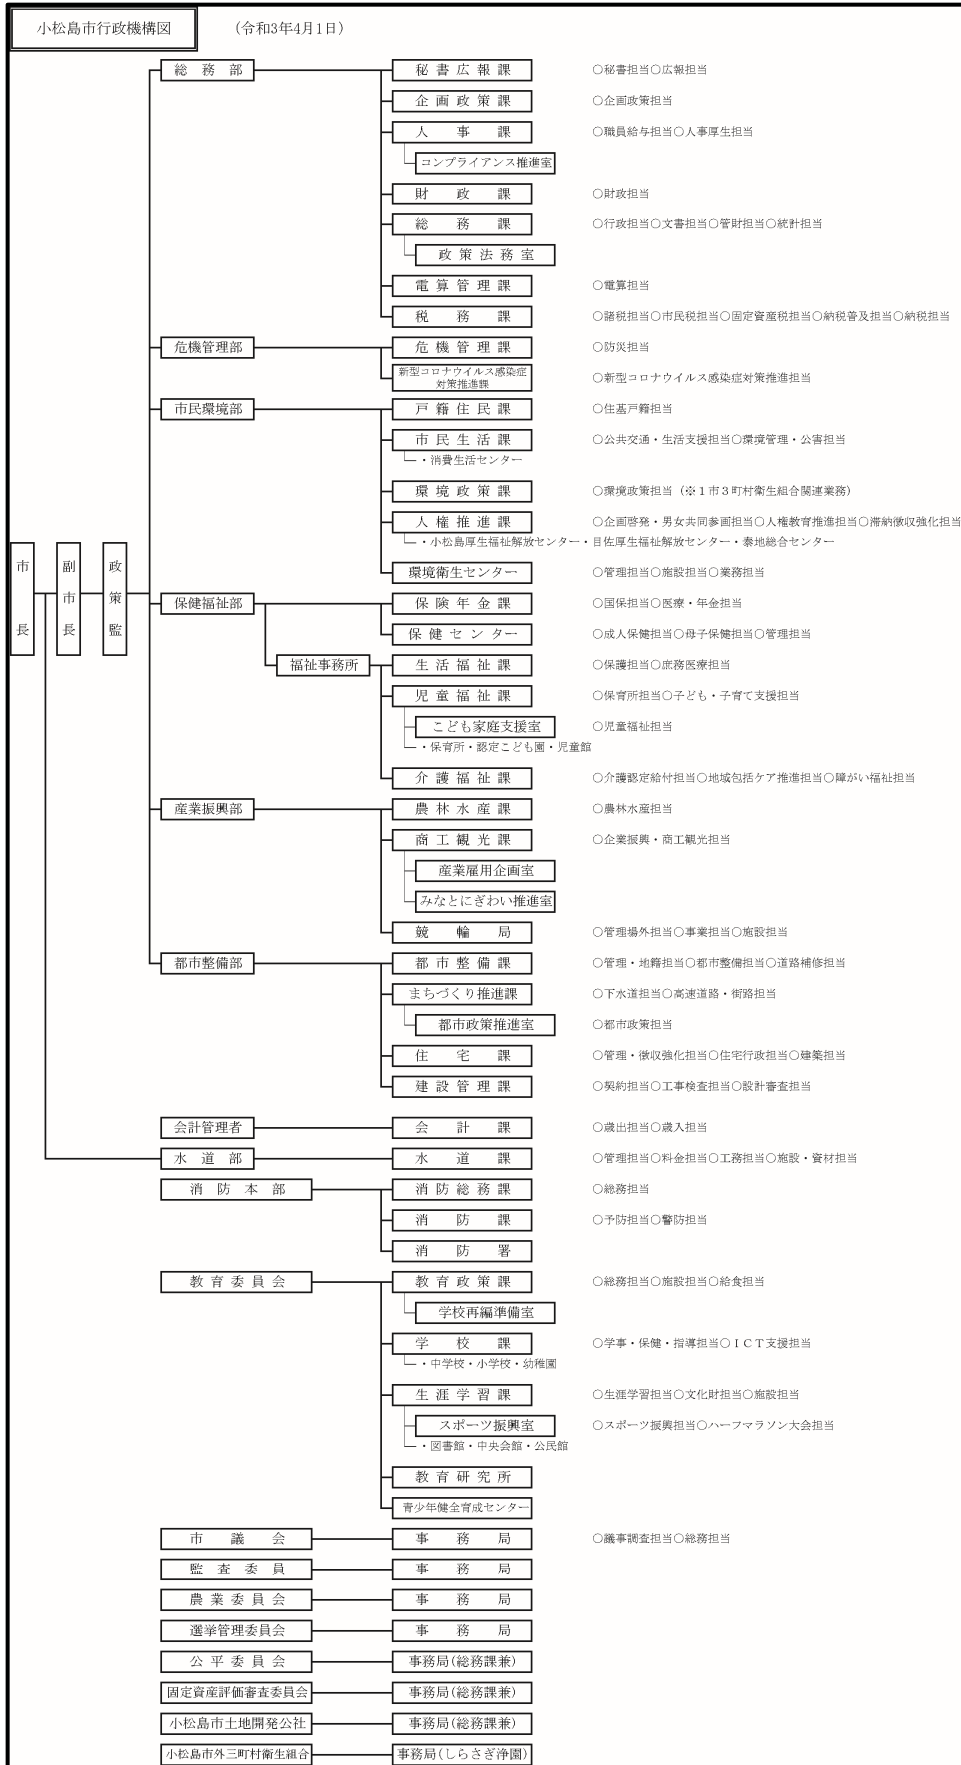 小松島市行政機構図 (令和3年4月1日)
総務部 秘書広報課 ○秘書担当○広報担当
企画政策課 ○企画政策担当
人事課 ○職員給与担当○人事厚生担当
コンプライアンス推進室
財政課 ○財政担当
総務課 ○行政担当○文書担当○管財担当○統計担当
政策法務室
電算管理課 ○電算担当
税務課 ○諸税担当○市民税担当○固定資産税担当○納税普及担当○納税担当
危機管理部 危機管理課 ○防災担当
新型コロナウイルス感染症
対策推進課 ○新型コロナウイルス感染症対策推進担当
市民環境部 戸籍住民課 ○住基戸籍担当
市民生活課 ○公共交通・生活支援担当○環境管理・公害担当
・消費生活センター
環境政策課 ○環境政策担当(※1市3町村衛生組合関連業務)
人権推進課 ○企画啓発・男女共同参画担当○人権教育推進担当○滞納徴収強化担当
・小松島厚生福祉解放センター・目佐厚生福祉解放センター・泰地総合センター
環境衛生センター ○管理担当○施設担当○業務担当
市長 副市長 政策監
保健福祉部 保険年金課 ○国保担当○医療・年金担当
保健センター ○成人保健担当○母子保健担当○管理担当
福祉事務所 生活福祉課 ○保護担当○庶務医療担当
児童福祉課 ○保育所担当○子ども・子育て支援担当
こども家庭支援室 ○児童福祉担当
・保育所・認定こども園・児童館
介護福祉課 ○介護認定給付担当○地域包括ケア推進担当○障がい福祉担当
産業振興部 農林水産課 ○農林水産担当
商工観光課 ○企業振興・商工観光担当
産業雇用企画室
みなとにぎわい推進室
競輪局 ○管理場外担当○事業担当○施設担当
都市整備部 都市整備課 ○管理・地籍担当○都市整備担当○道路補修担当
まちづくり推進課 ○下水道担当○高速道路・街路担当
都市政策推進室 ○都市政策担当
住宅課 ○管理・徴収強化担当○住宅行政担当○建築担当
建設管理課 ○契約担当○工事検査担当○設計審査担当
会計管理者 会計課 ○歳出担当○歳入担当
水道部 水道課 ○管理担当○料金担当○工務担当○施設・資材担当
消防本部 消防総務課 ○総務担当
消防課 ○予防担当○警防担当
消防署
教育委員会 教育政策課 ○総務担当○施設担当○給食担当
学校再編準備室
学校課 ○学事・保健・指導担当○ICT支援担当
・中学校・小学校・幼稚園
生涯学習課 ○生涯学習担当○文化財担当○施設担当
スポーツ振興室 ○スポーツ振興担当○ハーフマラソン大会担当
・図書館・中央会館・公民館
教育研究所
青少年健全育成センター
市議会 事務局 ○議事調査担当○総務担当
監査委員 事務局
農業委員会 事務局
選挙管理委員会 事務局
公平委員会 事務局(総務課兼)
固定資産評価審査委員会 事務局(総務課兼)
小松島市土地開発公社 事務局(総務課兼)
小松島市外三町村衛生組合 事務局(しらさぎ浄園)